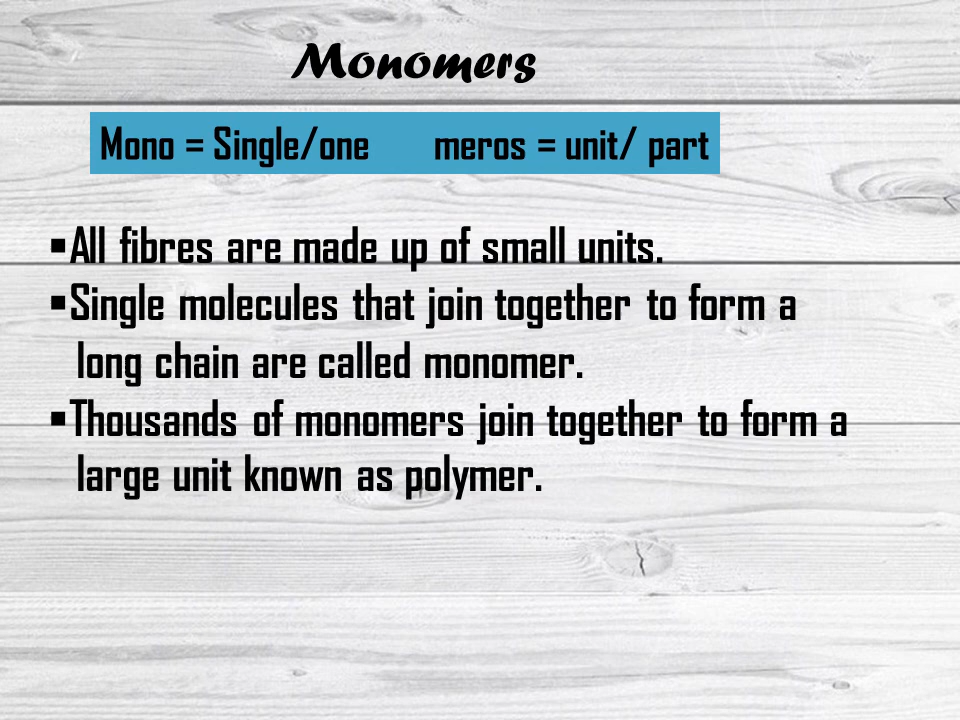 Monomers
Mono = Single/one meros = unit/ part
▪All fibres are made up of small units.
▪Single molecules that join together to form a
long chain are called monomer.
▪Thousands of monomers join together to form a
large unit known as polymer.